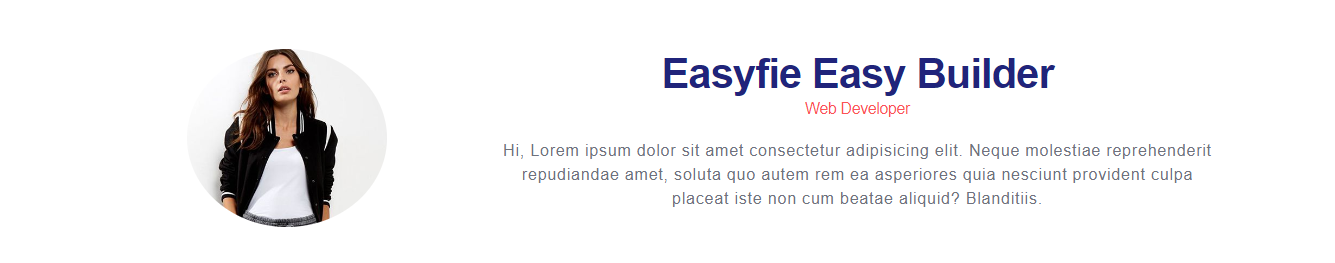 Easyfie Easy Builder
Web Developer
Hi, Lorem ipsum dolor sit amet consectetur adipisicing elit. Neque molestiae reprehenderit
repudiandae amet, soluta quo autem rem ea asperiores quia nesciunt provident culpa
placeat iste non cum beatae aliquid? Blanditiis.